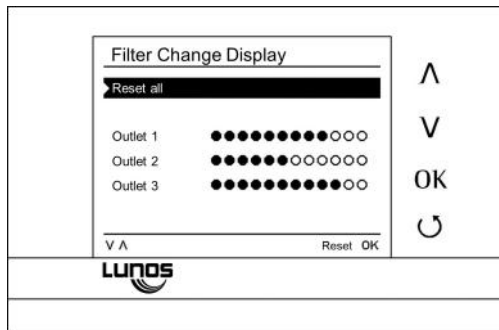 Filter Change Display
Reset all
Outlet 1
Outlet 2
Outlet 3
V Λ Reset OK
Λ
V
OK
LUNOS